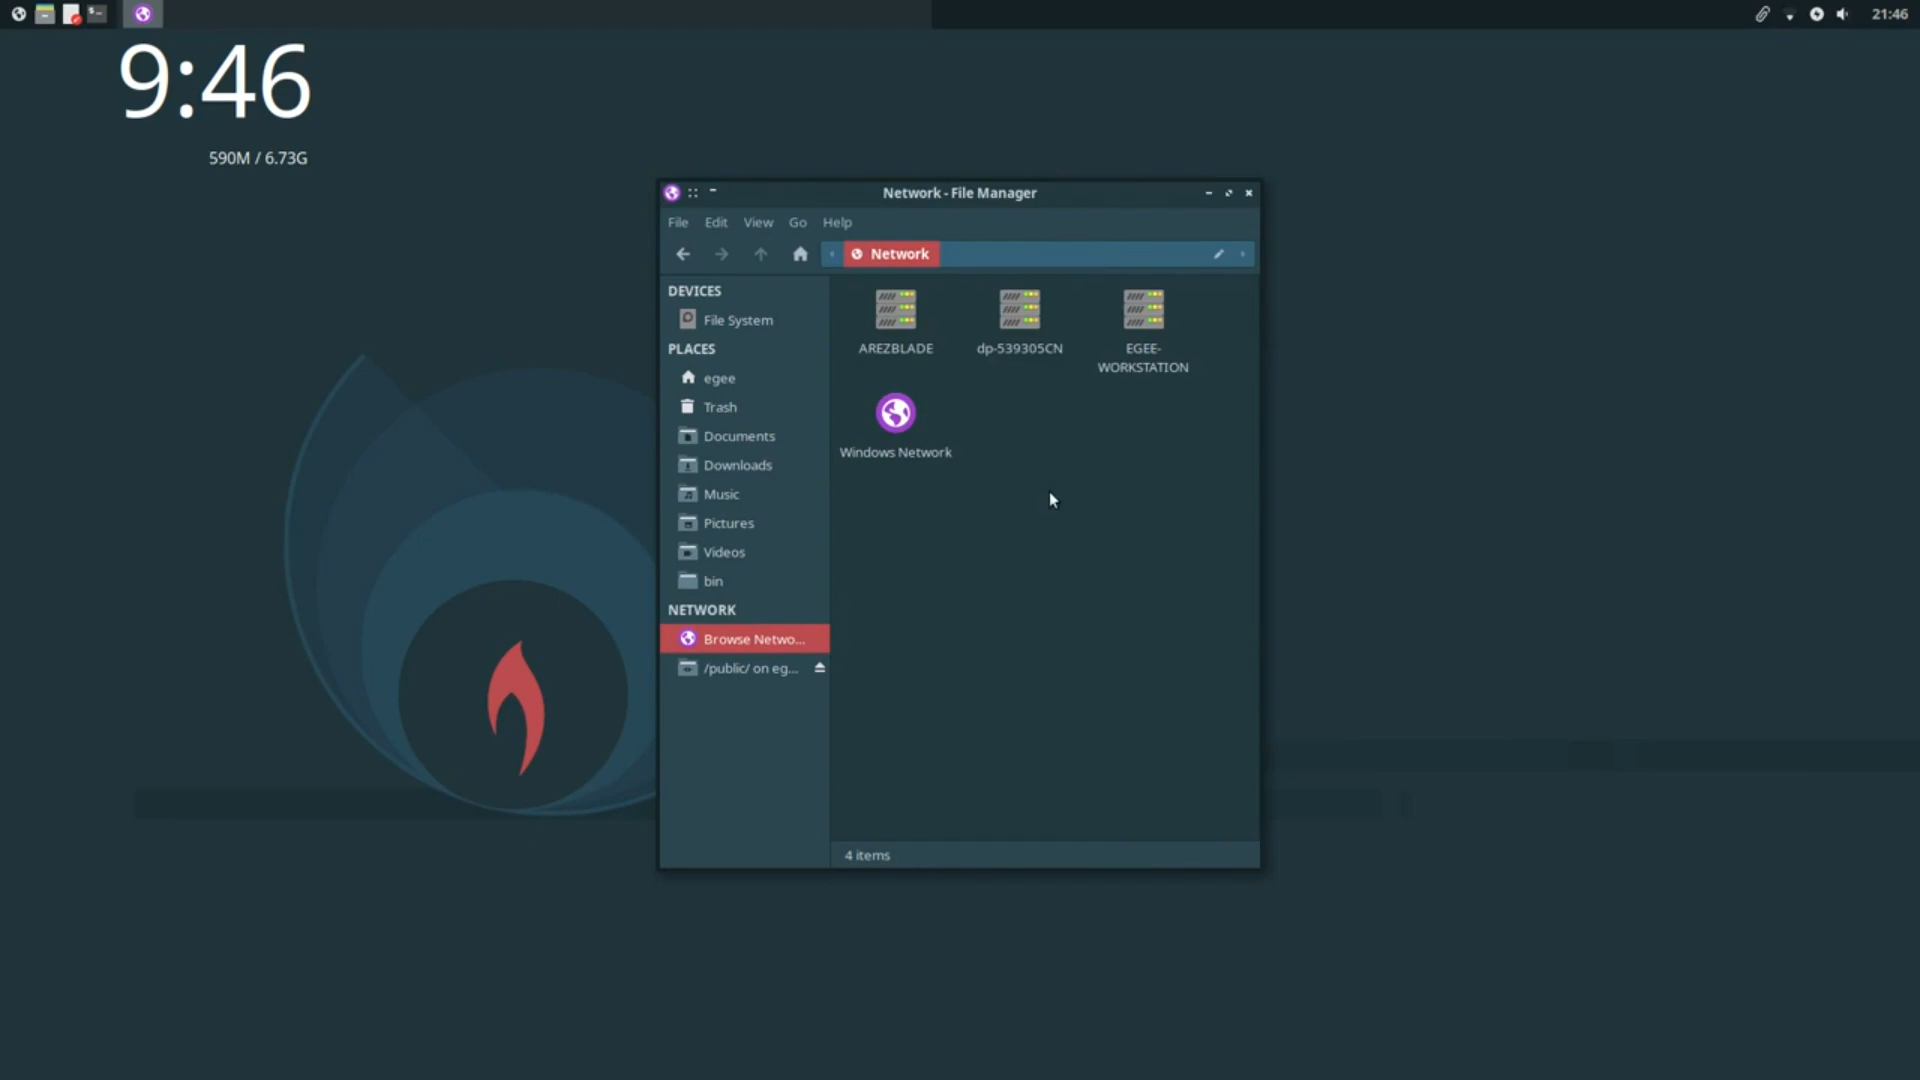 21:46
9:46
590M / 6.73G
Network - File Manager
File Edit View Go Help
Network
DEVICES
File System
PLACES
egee
Trash
Documents
Downloads
Music
Pictures
Videos
bin
NETWORK
Browse Netwo...
/public/ on eg...
AREZBLADE
dp-539305CN
EGEE-
WORKSTATION
Windows Network
4 items